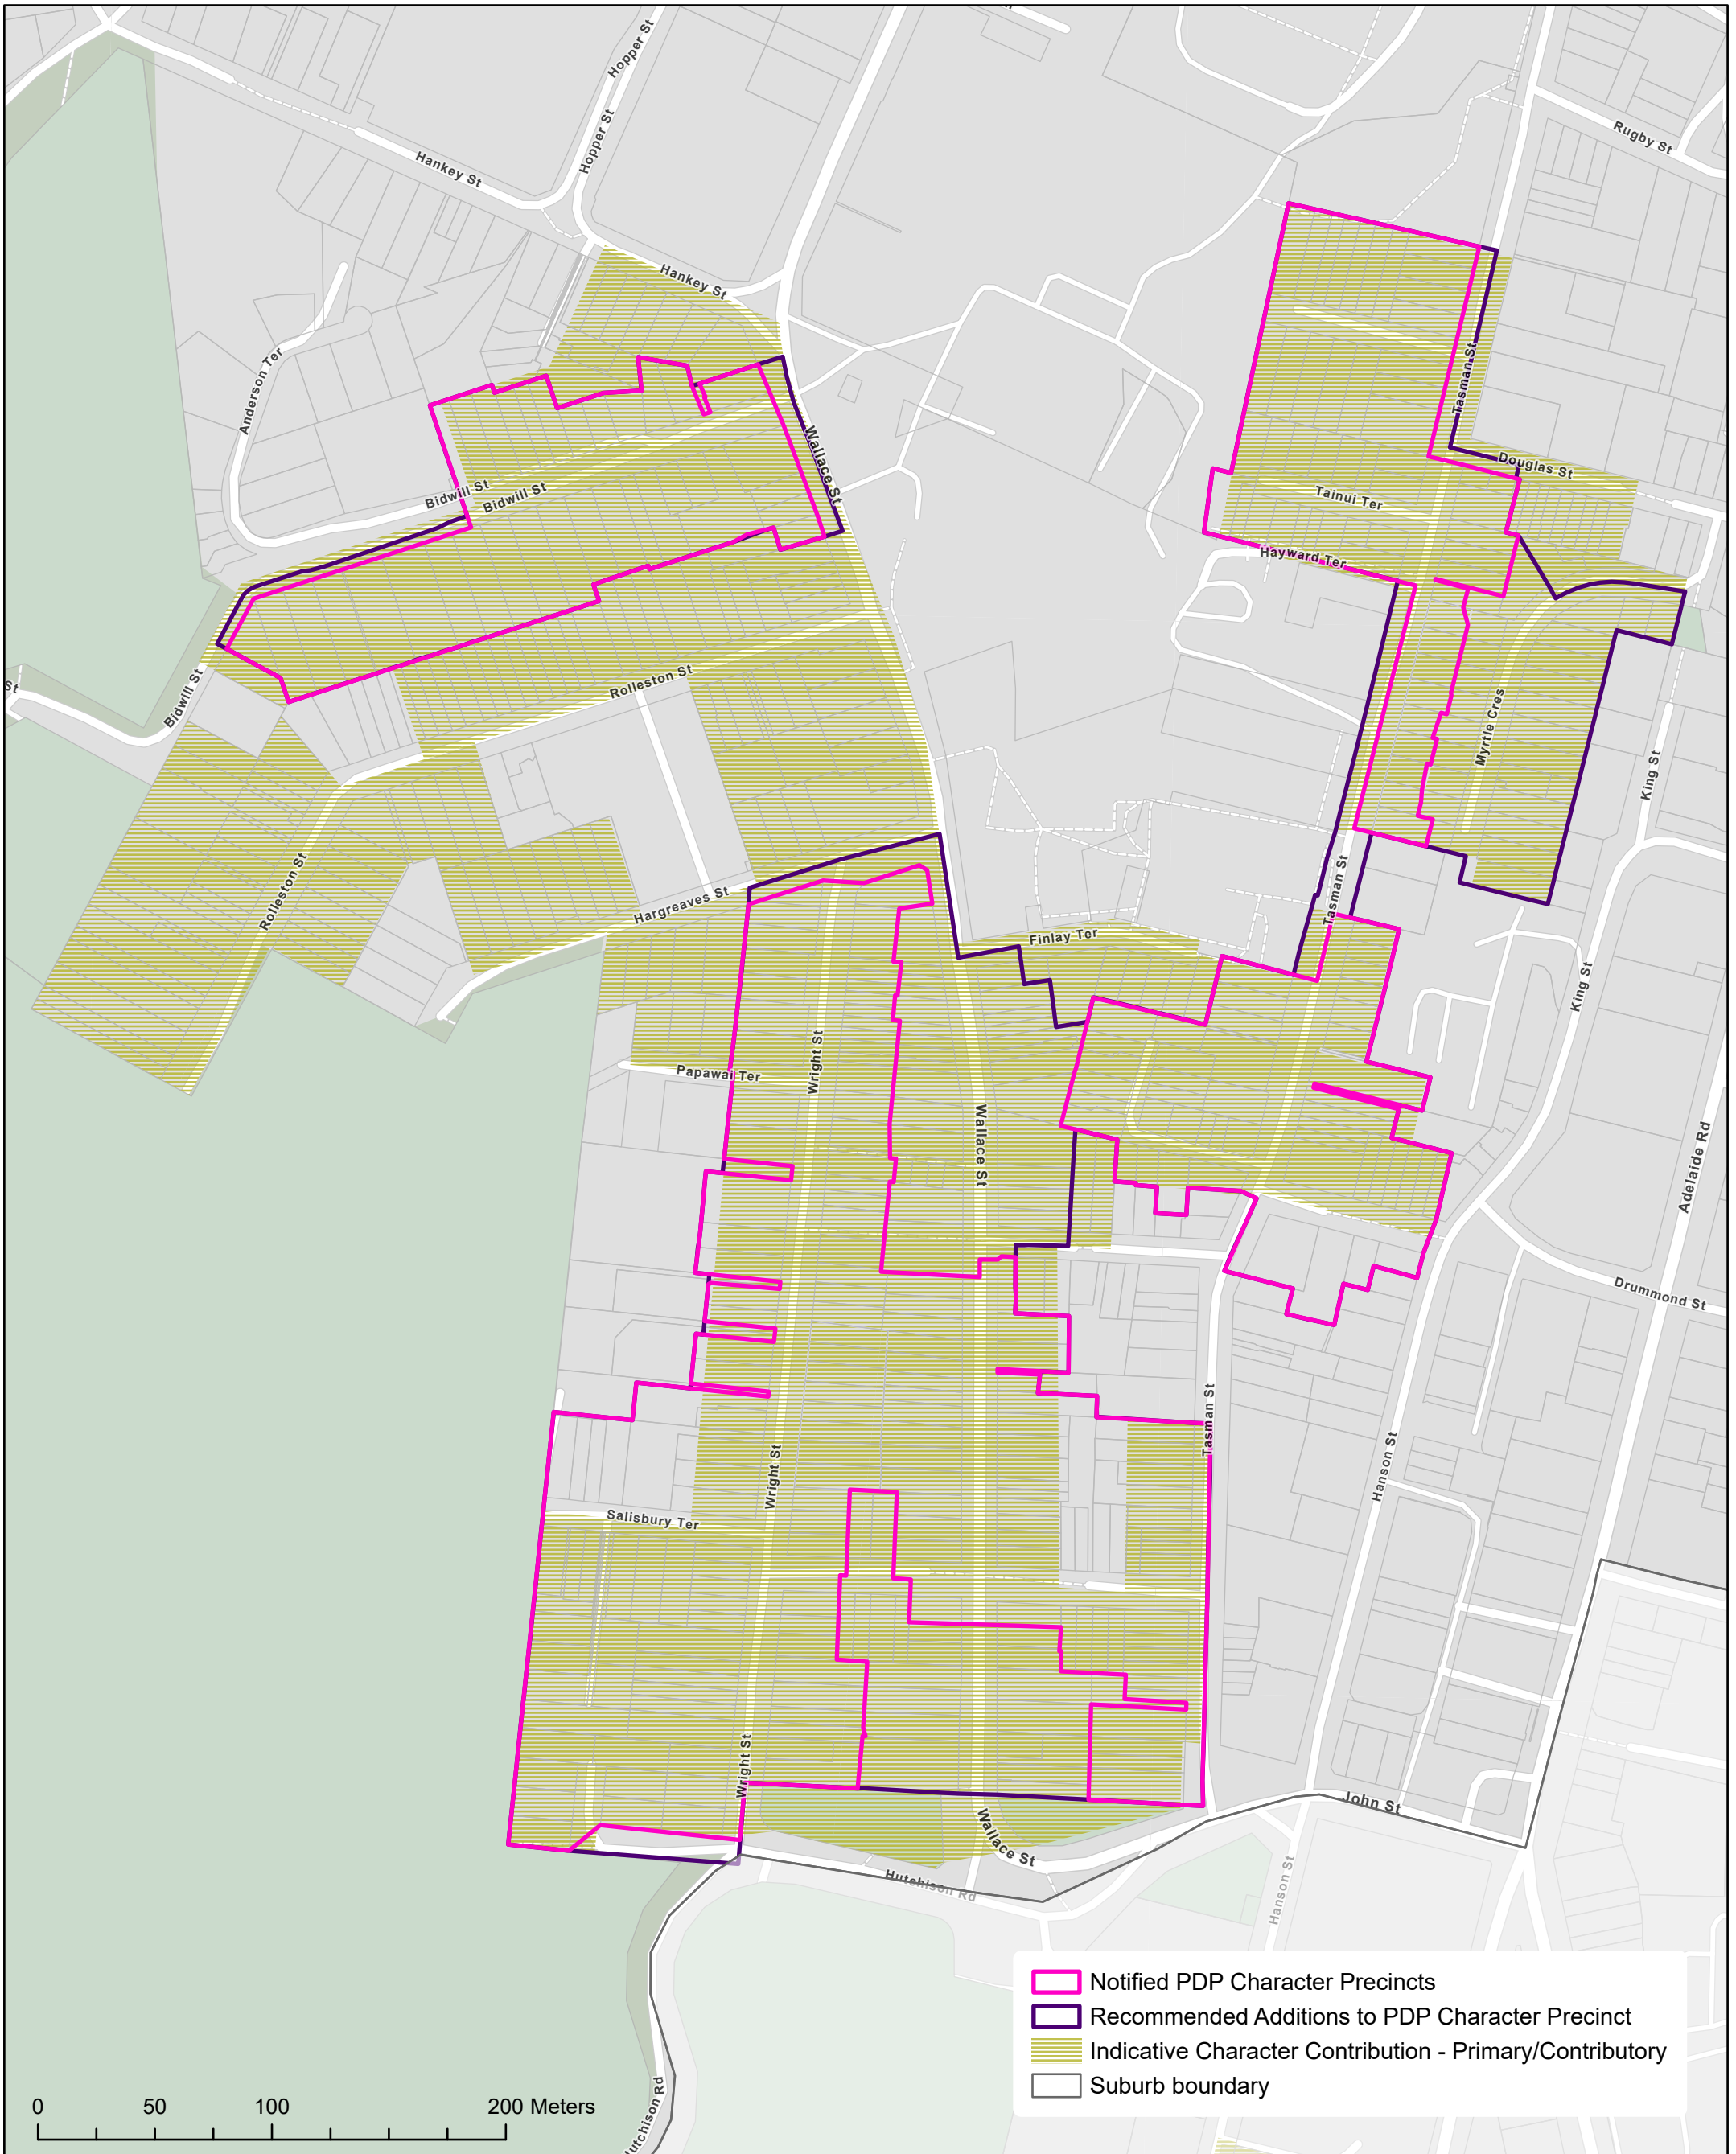 Hopper St
Hopper St
Rugby St
Hankey St
Hankey St
Anderson Ter
Tasman St
Wallace St
Douglas St
Bidwill St
Bidwill St
Tainui Ter
Hayward Ter
Rolleston St
Bidwill St
St
Myrtle Cres
King St
Tasman St
Rolleston St
Hargreaves St
Finlay Ter
King St
Wright St
Papawai Ter
Wallace St
Adelaide Rd
Drummond St
Tasman St
Hanson St
Wright St
Salisbury Ter
Wright St
John St
Wallace St
Hutchison Rd
Hanson St
Notified PDP Character Precincts
Recommended Additions to PDP Character Precinct
Indicative Character Contribution - Primary/Contributory
Suburb boundary
0 50 100 200 Meters
utchison Rd